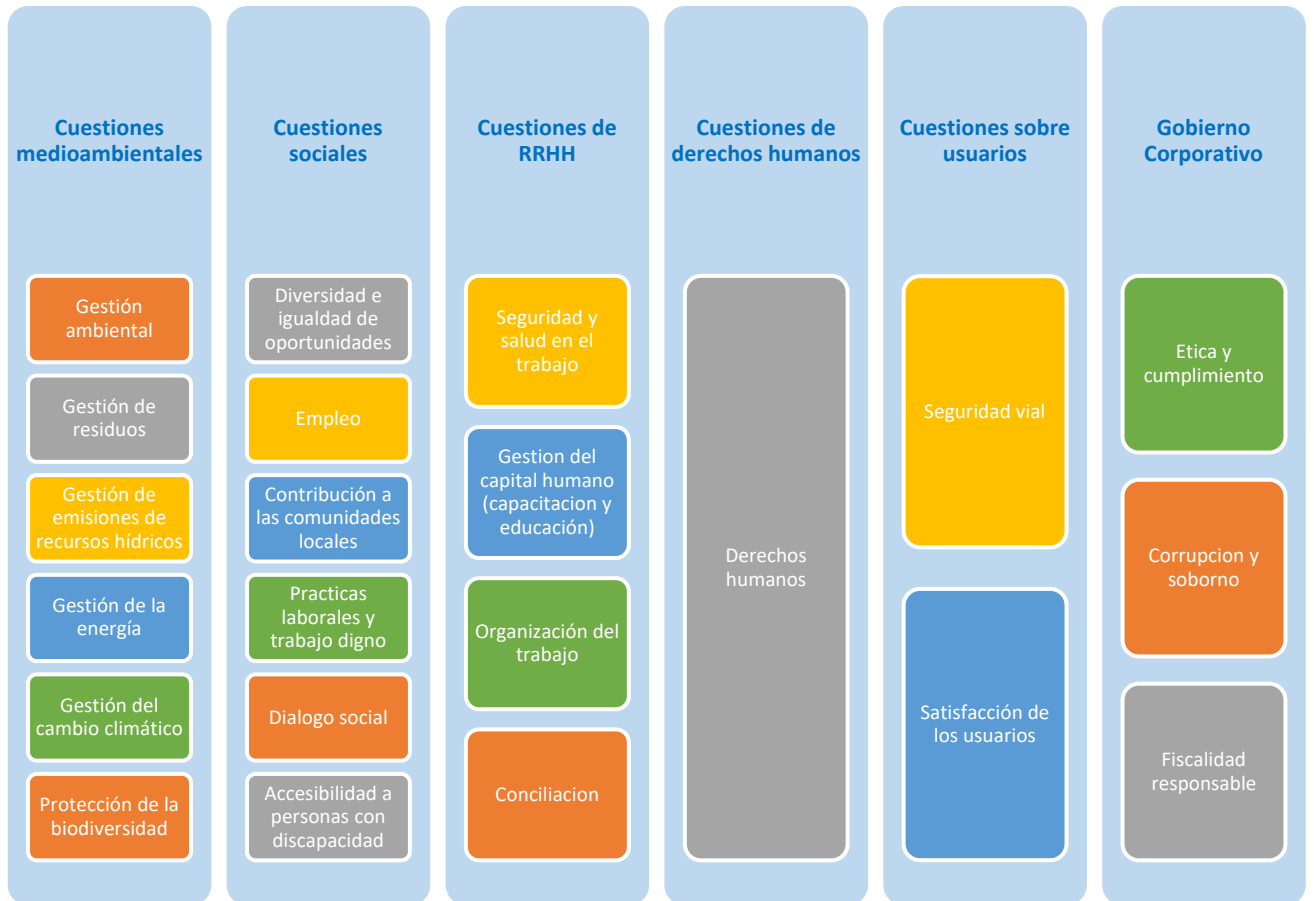 Cuestiones
medioambientales
Gestión
ambiental
Gestión de
residuos
Gestión de
emisiones de
recursos hídricos
Gestión de la
energía
Gestión del
cambio climático
Protección de la
biodiversidad
Cuestiones
sociales
Diversidad e
igualdad de
oportunidades
Empleo
Contribución a
las comunidades
locales
Practicas
laborales y
trabajo digno
Dialogo social
Accesibilidad a
personas con
discapacidad
Cuestiones de
RRHH
Seguridad y
salud en el
trabajo
Gestion del
capital humano
(capacitacion y
educación)
Organización del
trabajo
Conciliacion
Cuestiones de
derechos humanos
Derechos
humanos
Cuestiones sobre
usuarios
Seguridad vial
Satisfacción de
los usuarios
Gobierno
Corporativo
Etica y
cumplimiento
Corrupcion y
soborno
Fiscalidad
responsable